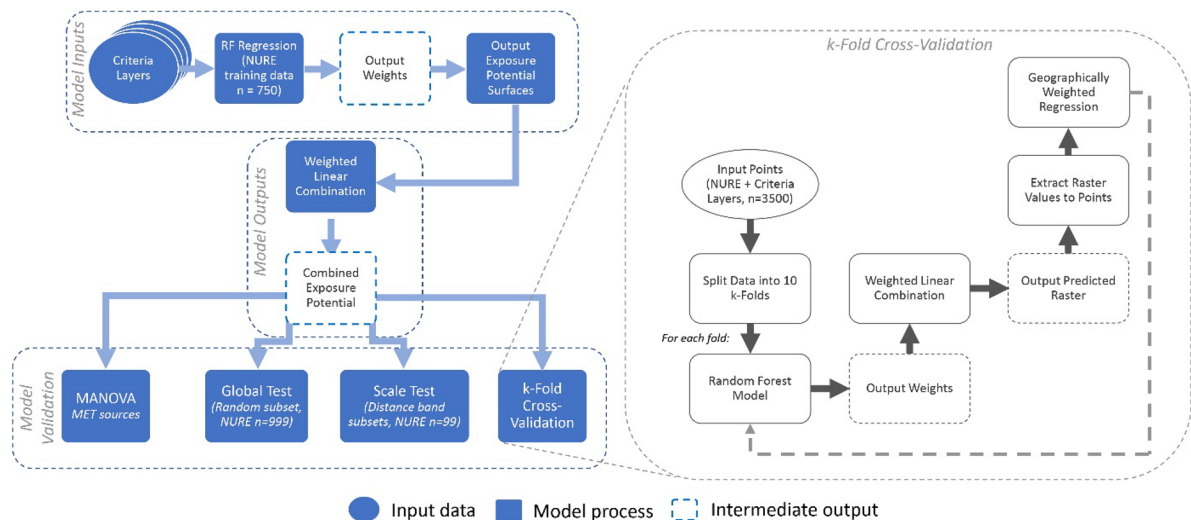 Model Inputs
Criteria
Layers
RF Regression
(NURE
training data
n = 750)
Output
Weights
Output
Exposure
Potential
Surfaces
Model Outputs
Weighted
Linear
Combination
Combined
Exposure
Potential
Model
Validation
MANOVA
MET sources
Global Test
(Random subset,
NURE n=999)
Scale Test
(Distance band
subsets, NURE n=99)
k-Fold
Cross-
Validation
k-Fold Cross-Validation
Input Points
(NURE + Criteria
Layers, n=3500)
Split Data into 10
k-Folds
For each fold:
Random Forest
Model
Output Weights
Weighted Linear
Combination
Output Predicted
Raster
Extract Raster
Values to Points
Geographically
Weighted
Regression
Input data
Model process
Intermediate output